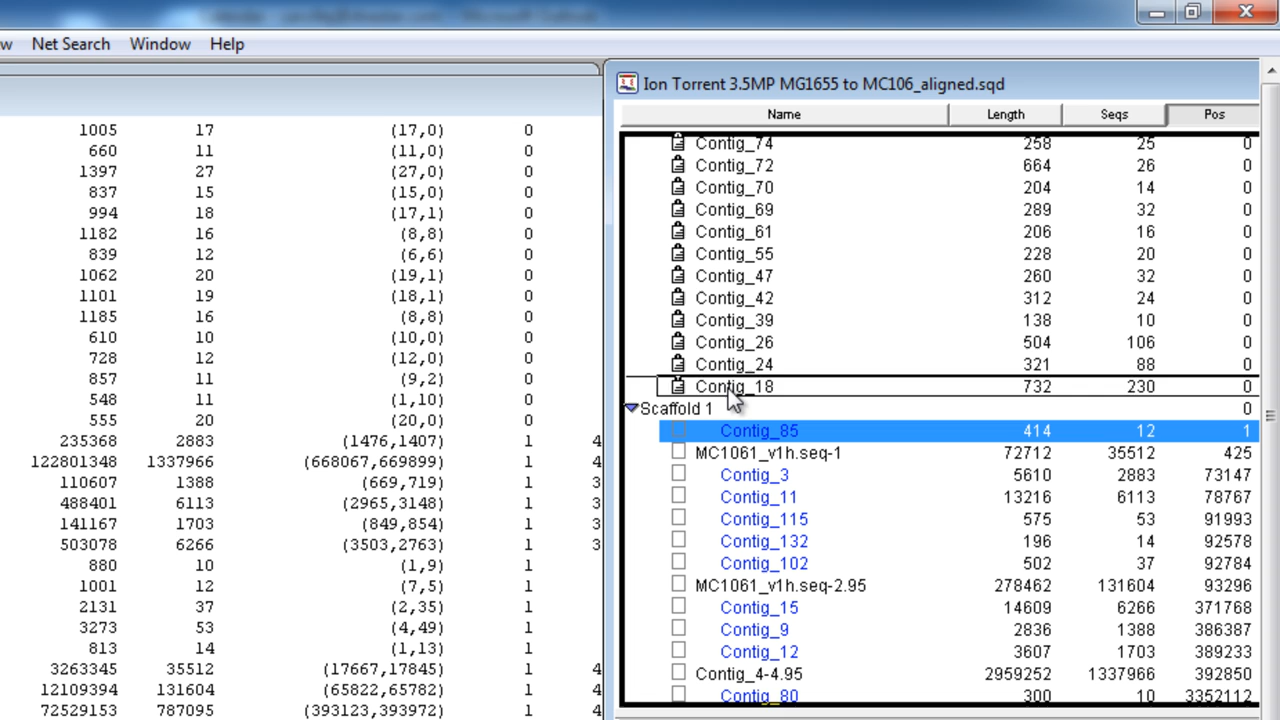 w Net Search Window Help
Ion Torrent 3.5MP MG1655 to MC106_aligned.sqd
Name Length Seqs Pos
1005 17 (17,0) 0
660 11 (11,0) 0
1397 27 (27,0) 0
837 15 (15,0) 0
994 18 (17,1) 0
1182 16 (8,8) 0
839 12 (6,6) 0
1062 20 (19,1) 0
1101 19 (18,1) 0
1185 16 (8,8) 0
610 10 (10,0) 0
728 12 (12,0) 0
857 11 (9,2) 0
548 11 (1,10) 0
555 20 (20,0) 0
235368 2883 (1476,1407) 1 4
122801348 1337966 (668067,669899) 1 4
110607 1388 (669,719) 1 3
488401 6113 (2965,3148) 1 3
141167 1703 (849,854) 1 3
503078 6266 (3503,2763) 1 3
880 10 (1,9) 1
1001 12 (7,5) 1
2131 37 (2,35) 1
3273 53 (4,49) 1
813 14 (1,13) 1
3263345 35512 (17667,17845) 1 4
12109394 131604 (65822,65782) 1 4
72529153 787095 (393123,393972) 1 4
Contig_74 258 25 0
Contig_72 664 26 0
Contig_70 204 14 0
Contig_69 289 32 0
Contig_61 206 16 0
Contig_55 228 20 0
Contig_47 260 32 0
Contig_42 312 24 0
Contig_39 138 10 0
Contig_26 504 106 0
Contig_24 321 88 0
Contig_18 732 230 0
Scaffold 1 0
Contig_85 414 12 1
MC1061_v1h.seq-1 72712 35512 425
Contig_3 5610 2883 73147
Contig_11 13216 6113 78767
Contig_115 575 53 91993
Contig_132 196 14 92578
Contig_102 502 37 92784
MC1061_v1h.seq-2.95 278462 131604 93296
Contig_15 14609 6266 371768
Contig_9 2836 1388 386387
Contig_12 3607 1703 389233
Contig_4-4.95 2959252 1337966 392850
Contig_80 300 10 3352112